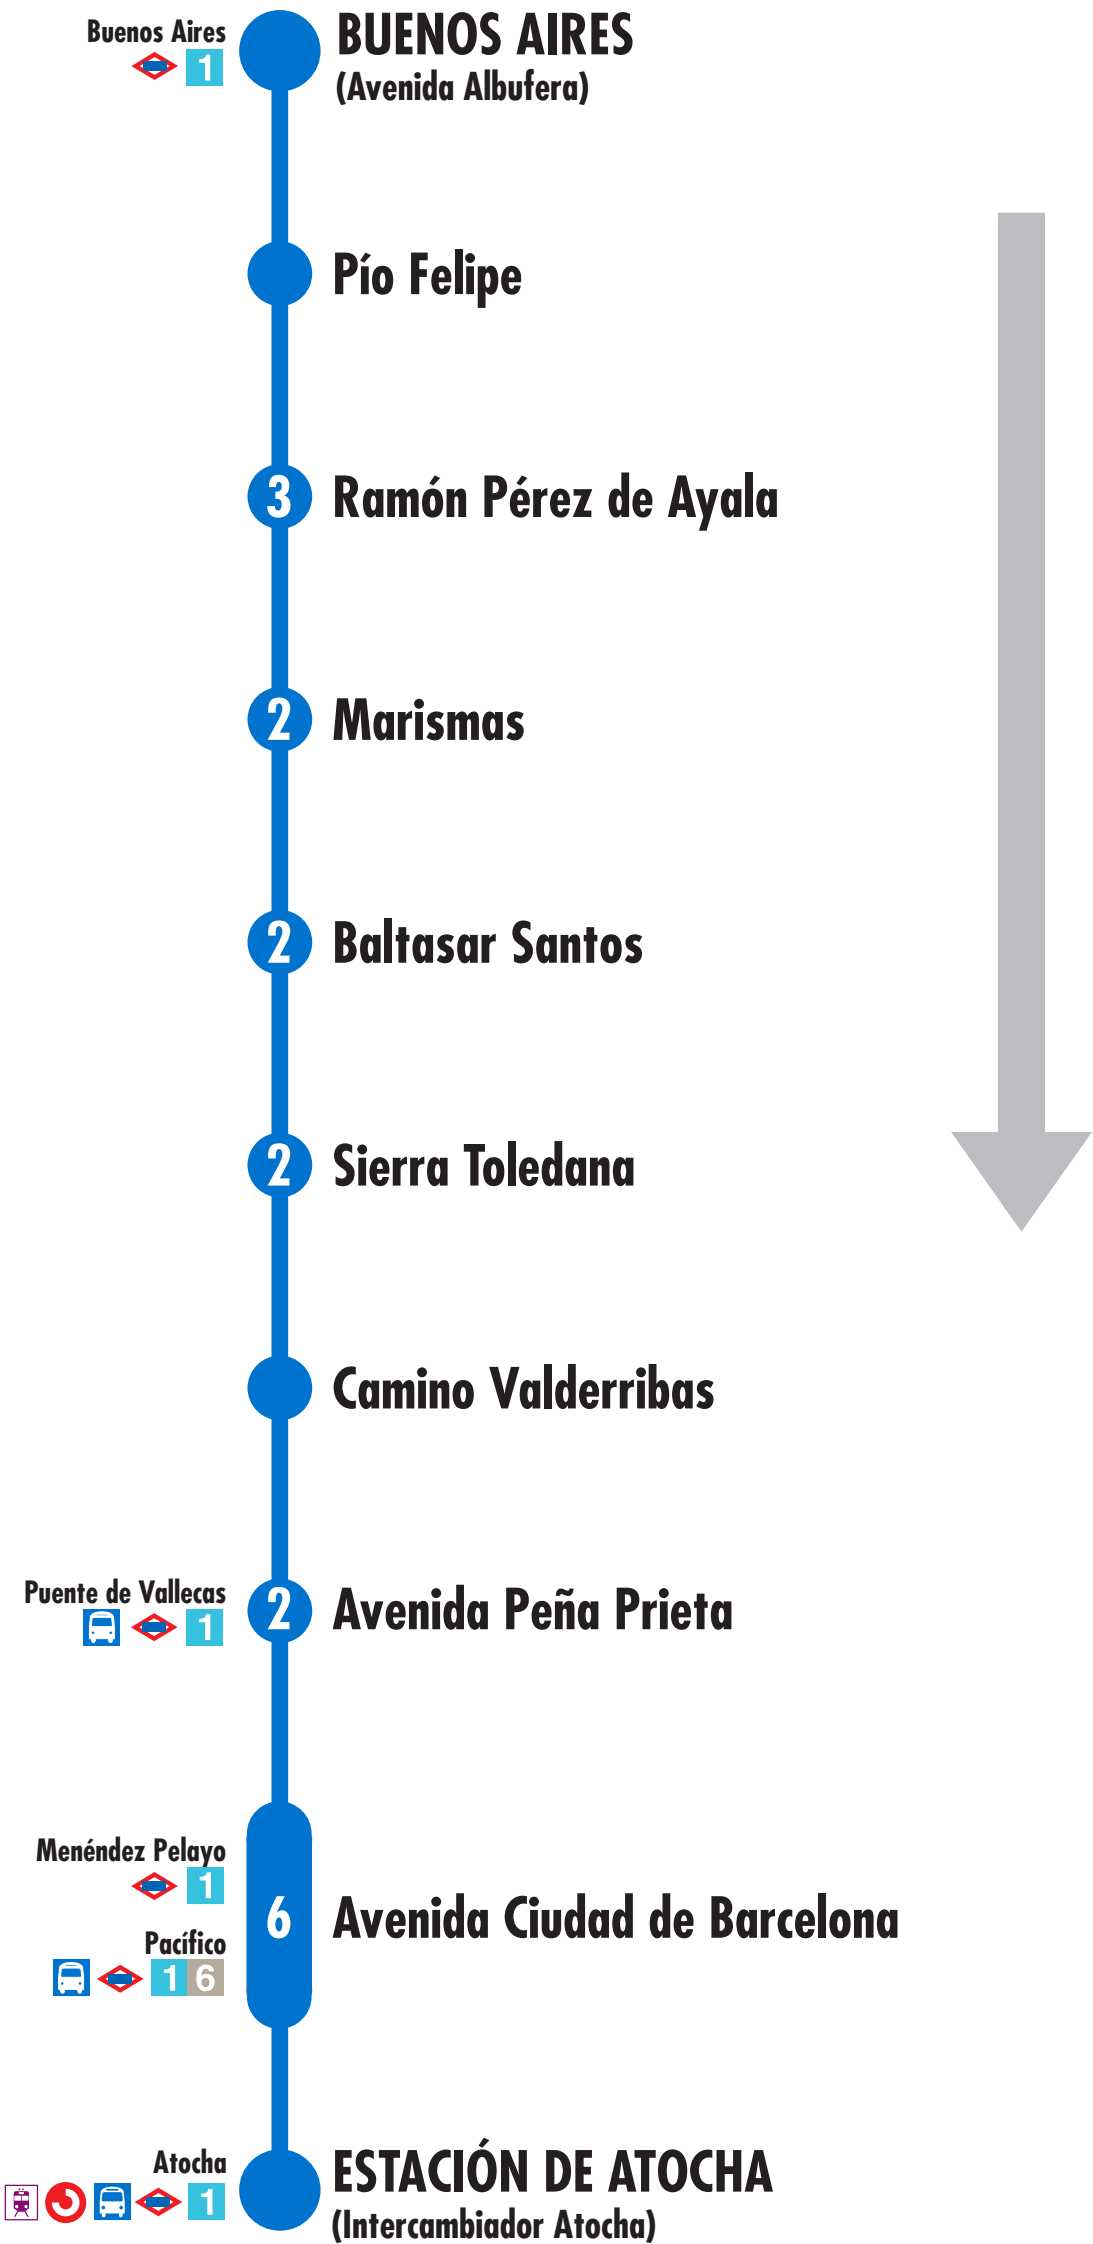 Buenos Aires
1
BUENOS AIRES
(Avenida Albufera)
Pío Felipe
3 Ramón Pérez de Ayala
2 Marismas
2 Baltasar Santos
2 Sierra Toledana
Camino Valderribas
Puente de Vallecas
1
2 Avenida Peña Prieta
Menéndez Pelayo
1
6 Avenida Ciudad de Barcelona
Pacífico
1 6
Atocha
1
ESTACIÓN DE ATOCHA
(Intercambiador Atocha)